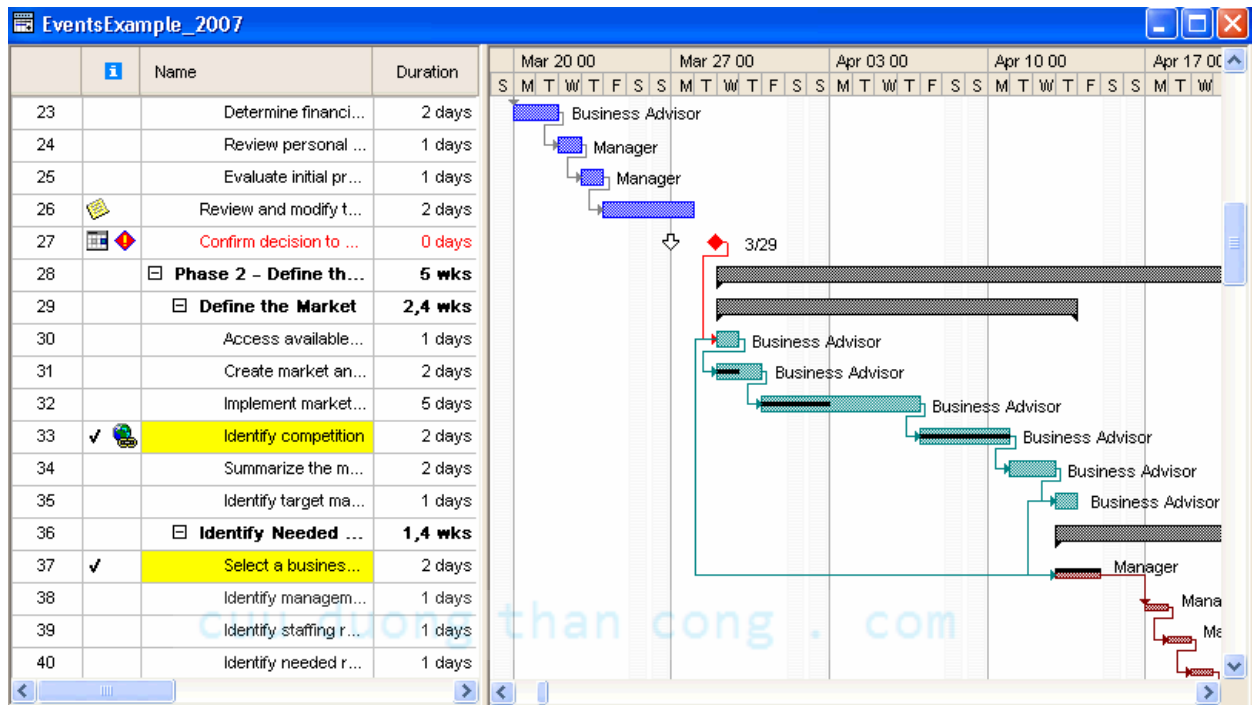 EventsExample_2007
Name Duration
Mar 20 00 Mar 27 00 Apr 03 00 Apr 10 00 Apr 17 00
S M T W T F S S M T W T F S S M T W T F S S M T W T F S S M T W
23 Determine financi... 2 days Business Advisor
24 Review personal ... 1 days Manager
25 Evaluate initial pr... 1 days Manager
26 Review and modify t... 2 days
27 Confirm decision to ... 0 days 3/29
28 Phase 2 - Define th... 5 wks
29 Define the Market 2,4 wks
30 Access available... 1 days Business Advisor
31 Create market an... 2 days Business Advisor
32 Implement market... 5 days Business Advisor
33 Identify competition 2 days Business Advisor
34 Summarize the m... 2 days Business Advisor
35 Identify target ma... 1 days Business Advisor
36 Identify Needed ... 1,4 wks
37 Select a busines... 2 days Manager
38 Identify managem... 1 days Mana
39 Identify staffing r... 1 days Ma
40 Identify needed r... 1 days
cuu duong than cong . com